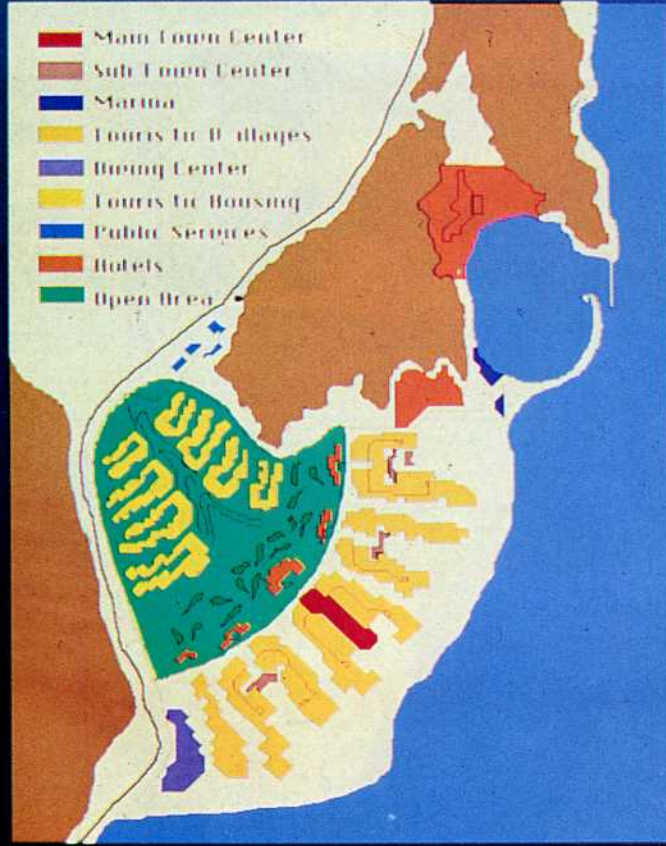 Main Town Center
Sub Town Center
Marina
Touristic Villages
Diving Center
Touristic Housing
Public Services
Hotels
Open Area